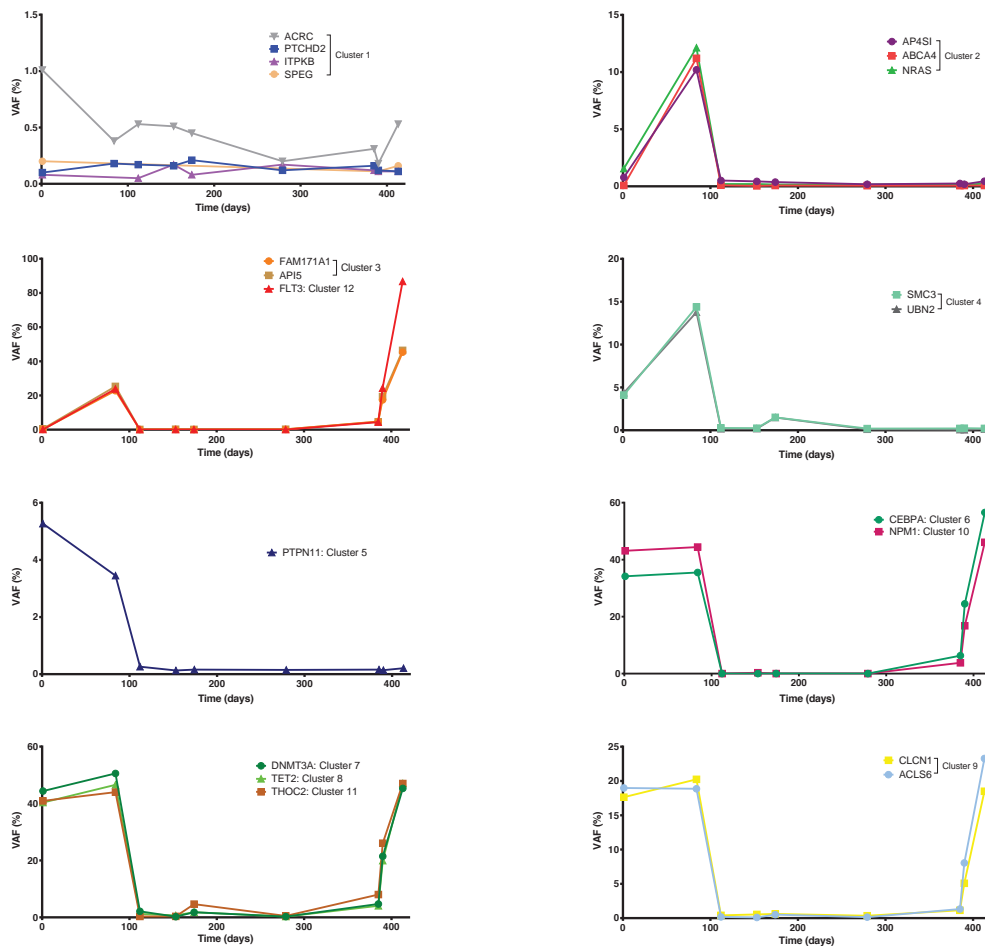 ACRC
PTCHD2
ITPKB
SPEG
Cluster 1
VAF (%)
1.5
1.0
0.5
0.0
0 100 200 300 400
Time (days)
AP4SI
ABCA4
NRAS
Cluster 2
VAF (%)
15
10
5
0
0 100 200 300 400
Time (days)
FAM171A1
API5
Cluster 3
FLT3: Cluster 12
VAF (%)
100
80
60
40
20
0
0 100 200 300 400
Time (days)
SMC3
UBN2
Cluster 4
VAF (%)
20
15
10
5
0
0 100 200 300 400
Time (days)
PTPN11: Cluster 5
VAF (%)
6
4
2
0
0 100 200 300 400
Time (days)
CEBPA: Cluster 6
NPM1: Cluster 10
VAF (%)
60
40
20
0
0 100 200 300 400
Time (days)
DNMT3A: Cluster 7
TET2: Cluster 8
THOC2: Cluster 11
VAF (%)
60
40
20
0
0 100 200 300 400
Time (days)
CLCN1
ACLS6
Cluster 9
VAF (%)
25
20
15
10
5
0
0 100 200 300 400
Time (days)